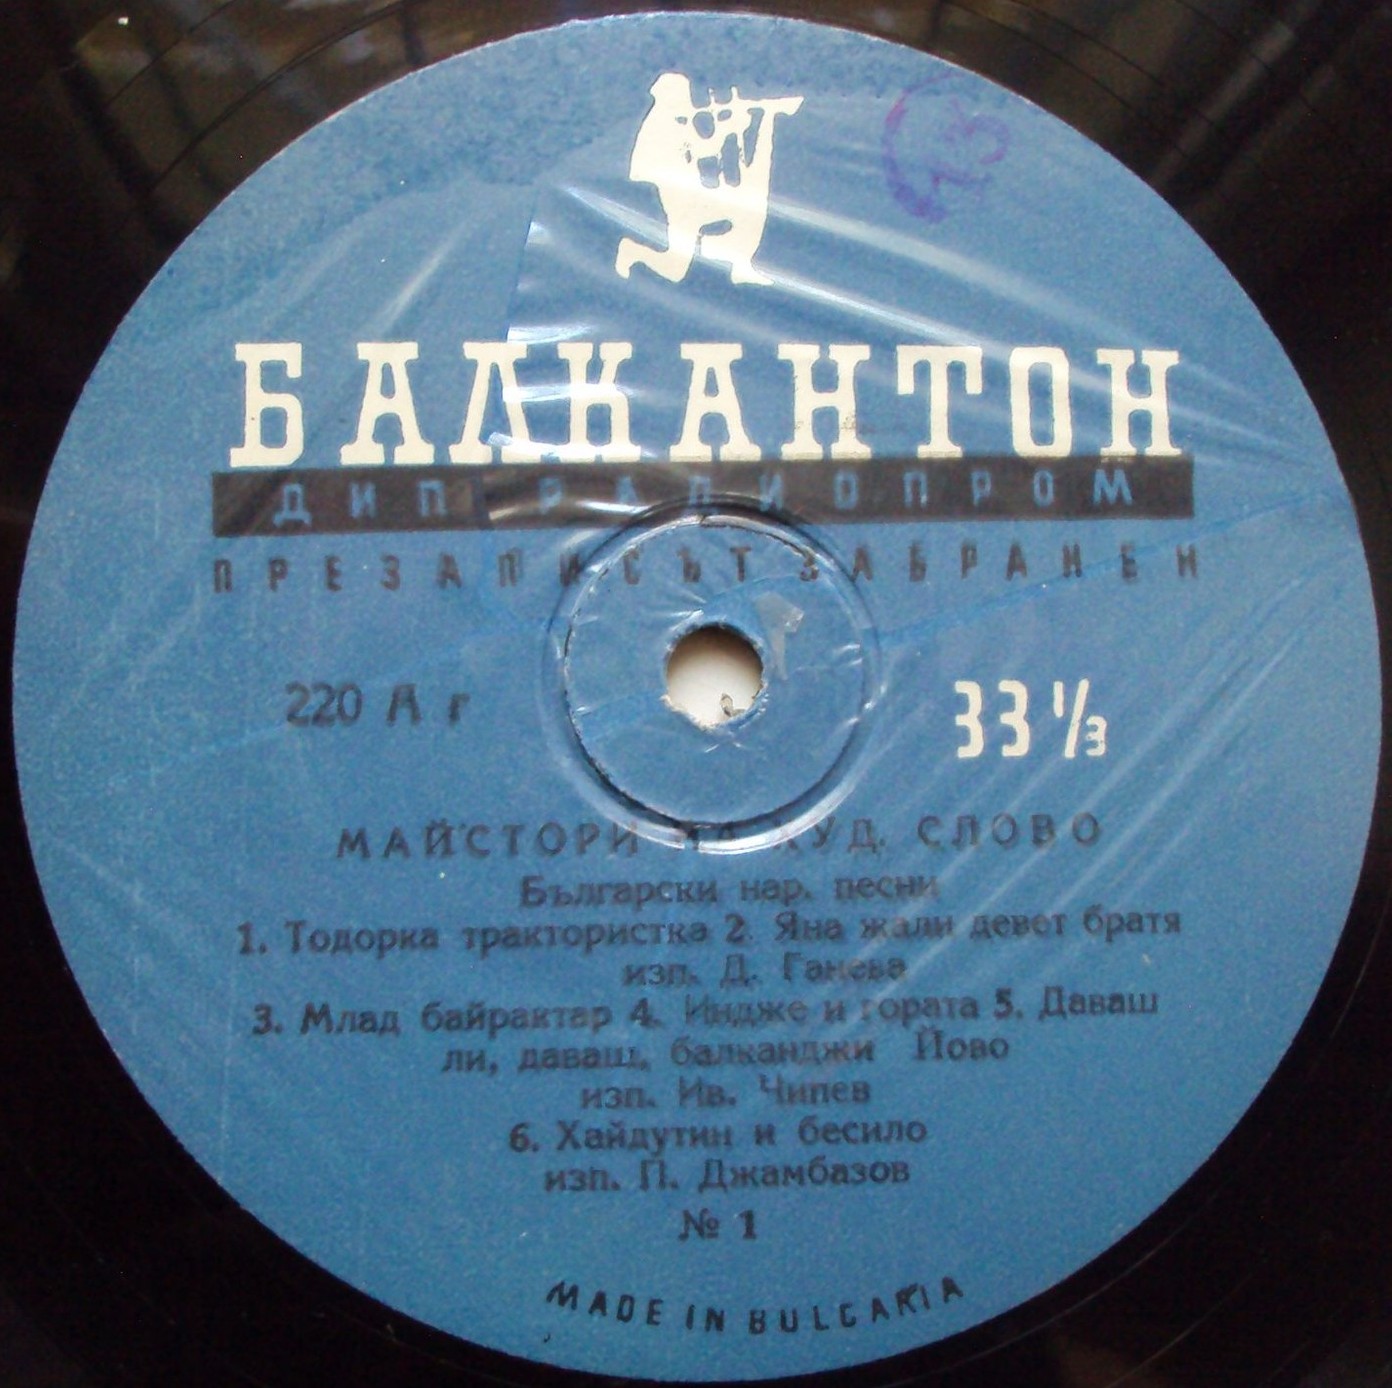 13
БАЛКАНТОН
ДИП РАДИОПРОМ
ПРЕЗАПИСЪТ ЗАБРАНЕН
220 А г
33 1/3
МАЙСТОРИ НА ХУД. СЛОВО
Български нар. песни
1. Тодорка трактористка 2. Яна жали девет братя
изп. Д. Ганева
3. Млад байрактар 4. Индже и гората 5. Даваш
ли, даваш, балканджи Йово
изп. Ив. Чипев
6. Хайдутин и бесило
изп. П. Джамбазов
№ 1
MADE IN BULGARIA